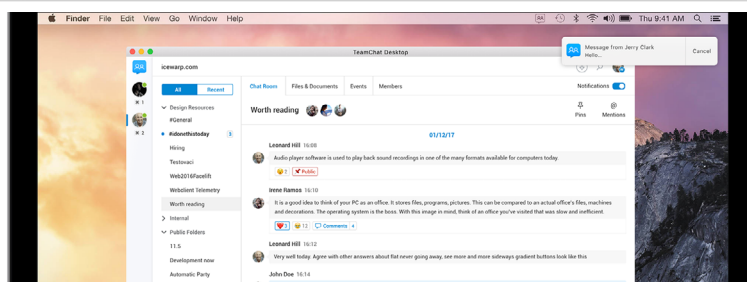 Finder File Edit View Go Window Help
Thu 9:41 AM
TeamChat Desktop
Message from Jerry Clark
Hello...
Cancel
icewarp.com
All Recent
Chat Room Files & Documents Events Members
Notifications
⌘ 1
Design Resources
#General
Worth reading
Pins
Mentions
⌘ 2
#idonethistoday 3
Hiring
Testovaci
Web2016Facelift
Webclient Telemetry
Worth reading
Internal
Public Folders
11.5
Development now
Automatic Party
01/12/17
Leonard Hill 16:08
Audio player software is used to play back sound recordings in one of the many formats available for computers today.
Public
Irene Ramos 16:10
It is a good idea to think of your PC as an office. It stores files, programs, pictures. This can be compared to an actual office's files, machines
and decorations. The operating system is the boss. With this image in mind, think of an office you've visited that was slow and inefficient
12 Comments 4
Leonard Hill 16:12
Very well today. Agree with other answers about flat never going away, see more and more sideways gradient buttons look like this
John Doe 16:14